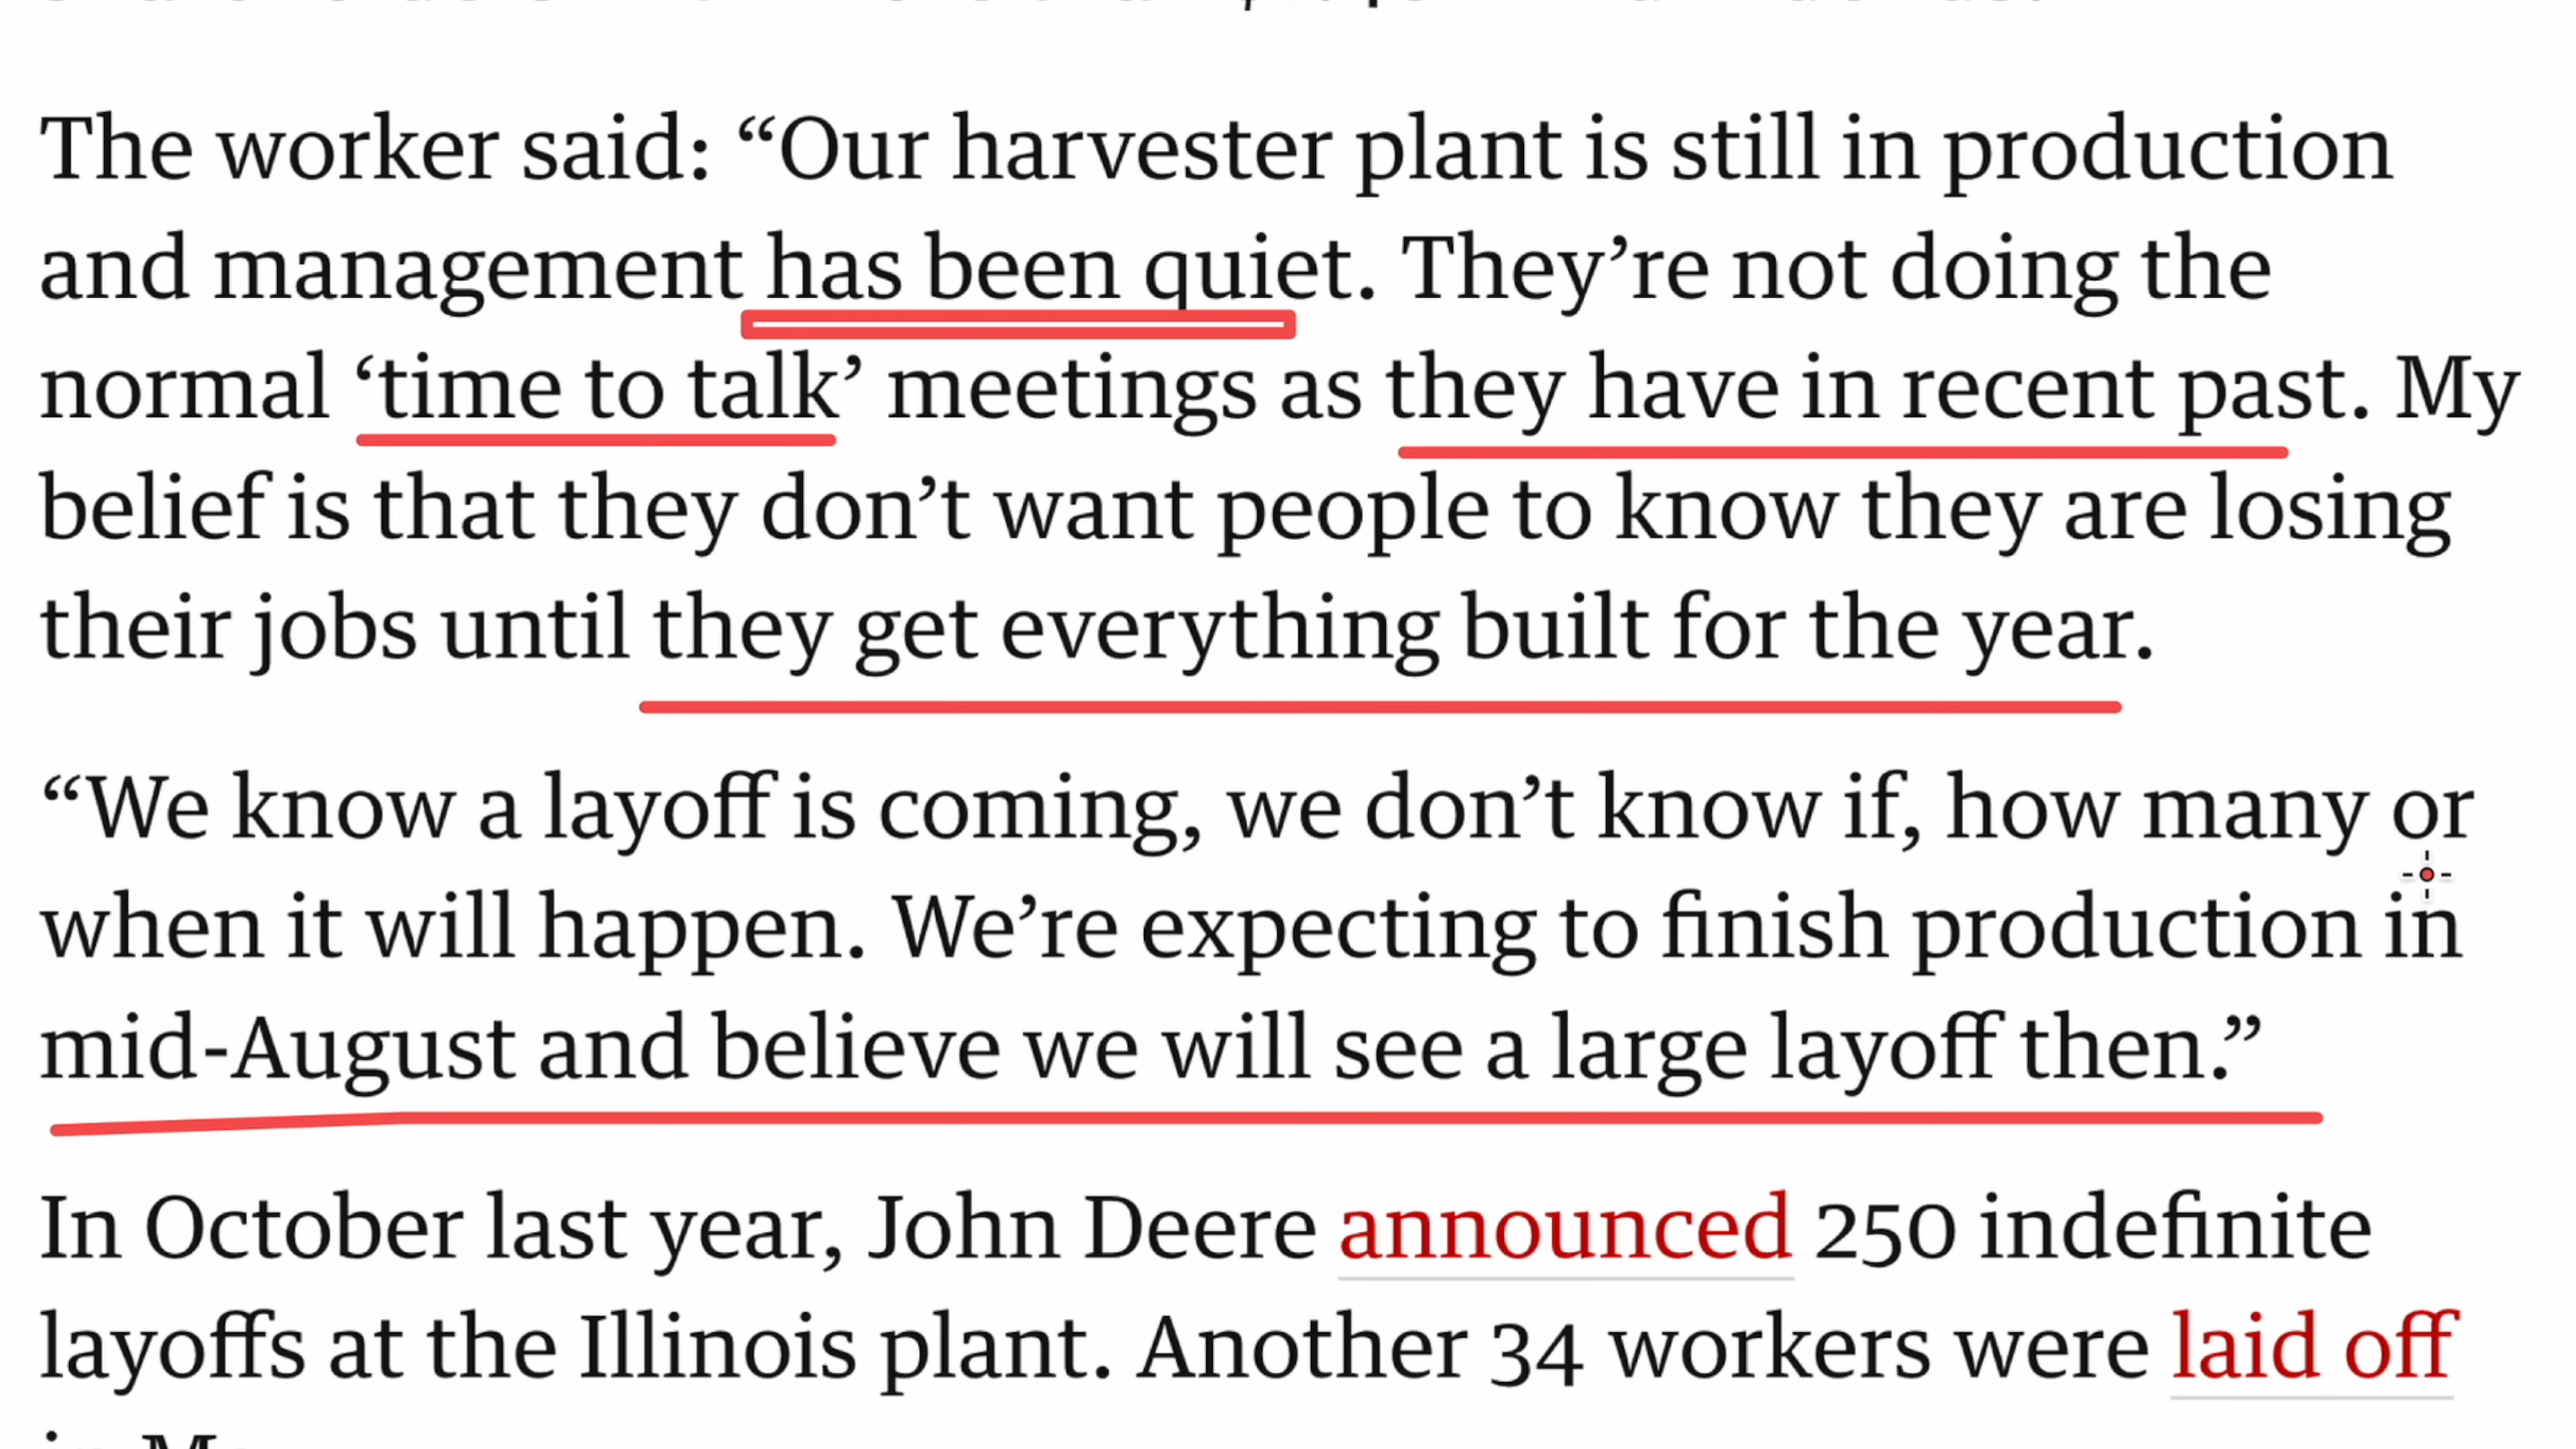 The worker said: “Our harvester plant is still in production
and management has been quiet. They’re not doing the
normal ‘time to talk’ meetings as they have in recent past. My
belief is that they don’t want people to know they are losing
their jobs until they get everything built for the year.
“We know a layoff is coming, we don’t know if, how many or
when it will happen. We’re expecting to finish production in
mid-August and believe we will see a large layoff then.”
In October last year, John Deere announced 250 indefinite
layoffs at the Illinois plant. Another 34 workers were laid off